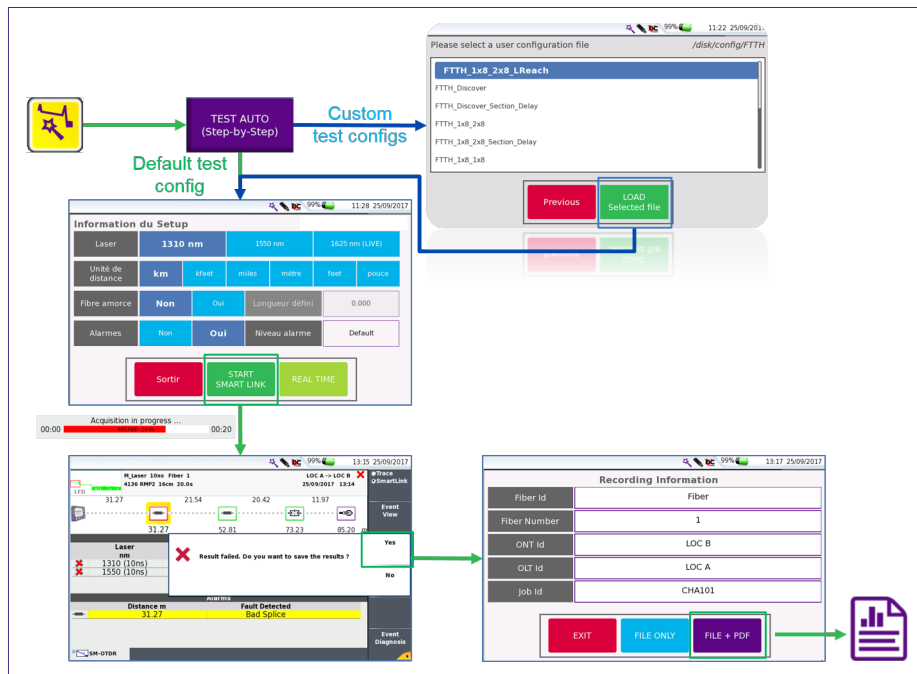 99%
11:22 25/09/201
Please select a user configuration file
/disk/config/FTTH
FTTH_1x8_2x8_LReach
FTTH_Discover
FTTH_Discover_Section_Delay
FTTH_1x8_2x8
FTTH_1x8_2x8_Section_Delay
FTTH_1x8_1x8
Previous
LOAD
Selected file
TEST AUTO
(Step-by-Step)
Custom
test configs
Default test
config
99%
11:28 25/09/2017
Information du Setup
Laser
1310 nm
1550 nm
1625 nm (LIVE)
Unité de
distance
km
kfeet
miles
mètre
feet
pouce
Fibre amorce
Non
Oui
Longueur défini
0.000
Alarmes
Non
Oui
Niveau alarme
Default
Sortir
START
SMART LINK
REAL TIME
Acquisition in progress ...
00:00
00:20
99%
13:15 25/09/2017
M_Laser 10ns Fiber 1
LOC A -> LOC B
4136 RMP2 16cm 20.0s
25/09/2017 13:14
LFD
Trace
SmartLink
31.27
21.54
20.42
11.97
Event
View
31.27
52.81
73.23
85.20
Laser
nm
1310 (10ns)
1550 (10ns)
Result failed. Do you want to save the results ?
Yes
No
Alarms
Distance m
Fault Detected
31.27
Bad Splice
Event
Diagnosis
SM-OTDR
99%
13:17 25/09/2017
Recording Information
Fiber Id
Fiber
Fiber Number
1
ONT Id
LOC B
OLT Id
LOC A
Job Id
CHA101
EXIT
FILE ONLY
FILE + PDF